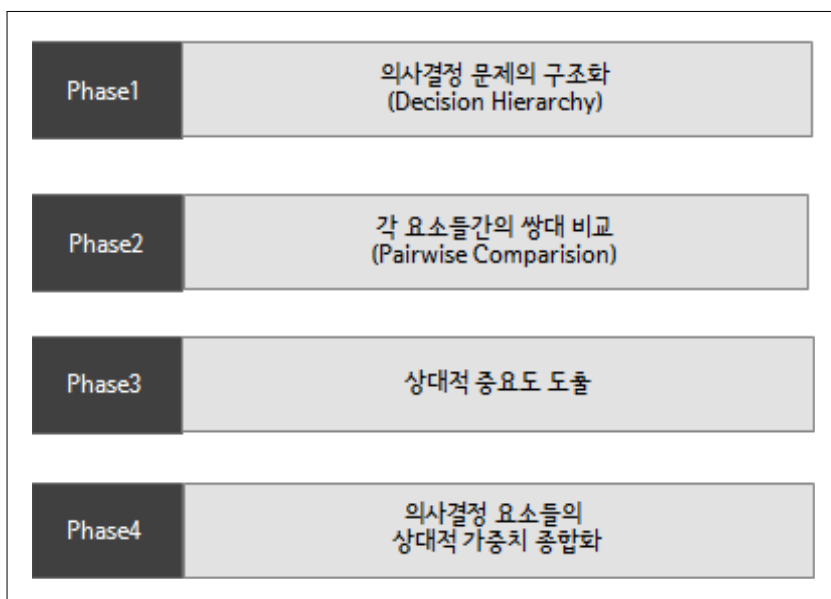 Phase1
의사결정 문제의 구조화
(Decision Hierarchy)
Phase2
각 요소들간의 쌍대 비교
(Pairwise Comparision)
Phase3
상대적 중요도 도출
Phase4
의사결정 요소들의
상대적 가중치 종합화